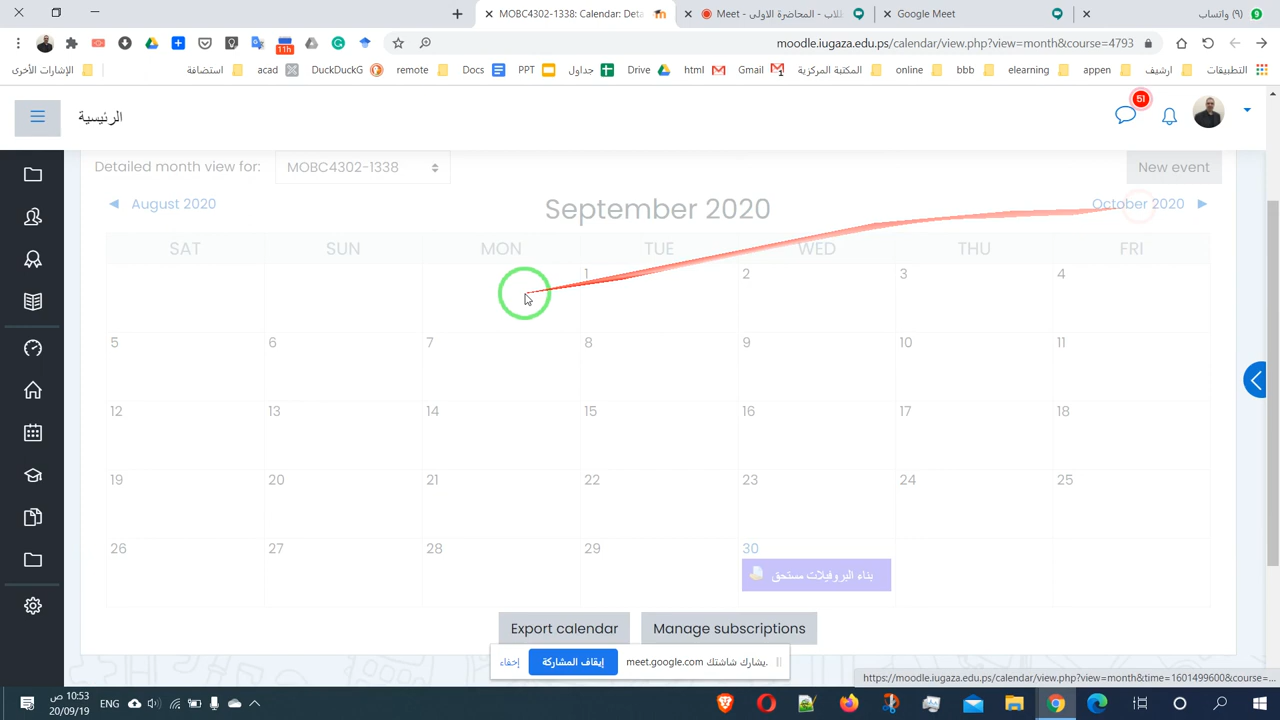 MOBC4302-1338: Calendar: Deta
Meet - المحاضرة الاولى - طلاب
Google Meet
(٩) واتساب
9
moodle.iugaza.edu.ps/calendar/view.php?view=month&course=4793
11h
التطبيقات
ارشيف
appen
elearning
bbb
online
المكتبة المركزية
Gmail
html
Drive
جداول
PPT
Docs
remote
DuckDuckG
acad
استضافة
الإشارات الأخرى
الرئيسية
51
Detailed month view for:
MOBC4302-1338
New event
August 2020
September 2020
October 2020
SAT SUN MON TUE WED THU FRI
1 2 3 4
5 6 7 8 9 10 11
12 13 14 15 16 17 18
19 20 21 22 23 24 25
26 27 28 29 30
بناء البروفيلات مستحق
Export calendar
Manage subscriptions
meet.google.com يشارك شاشتك.
إيقاف المشاركة
إخفاء
https://moodle.iugaza.edu.ps/calendar/view.php?view=month&time=1601499600&course=...
10:53 ص
20/09/19
ENG